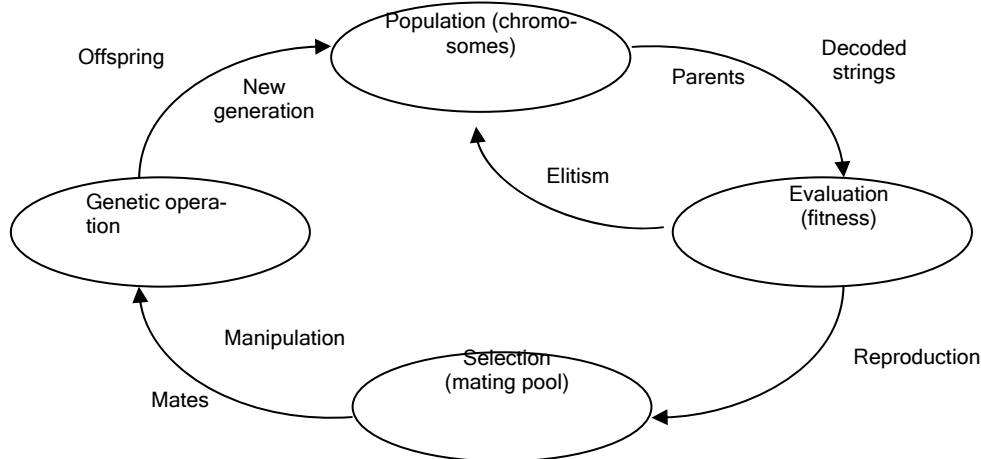 Population (chromo-
somes)
Offspring
New
generation
Parents
Decoded
strings
Elitism
Genetic opera-
tion
Evaluation
(fitness)
Manipulation
Mates
Selection
(mating pool)
Reproduction